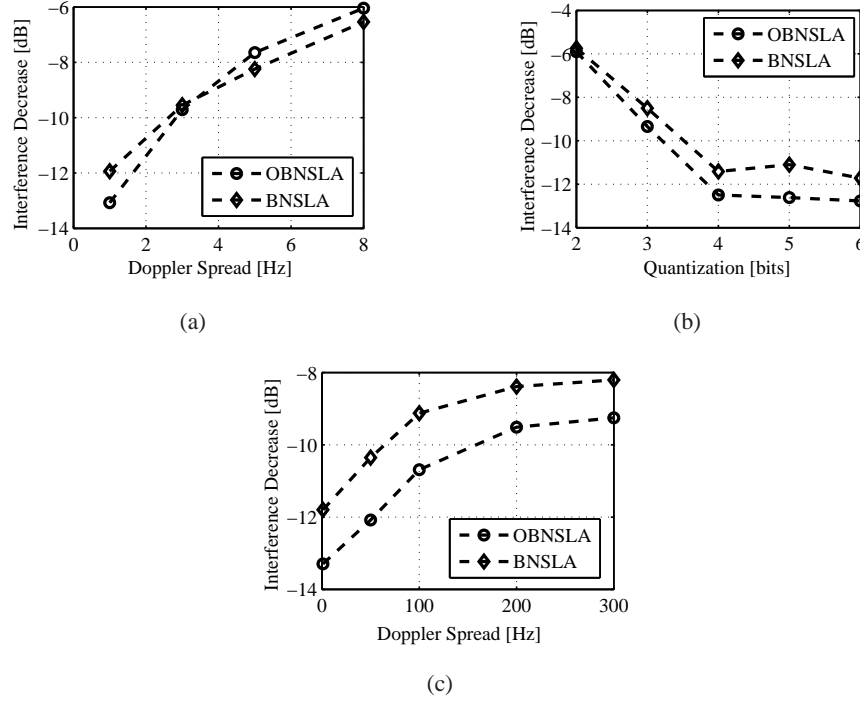 −6
−8
−10
−12
−14
Interference Decrease [dB]
OBNSLA
BNSLA
0 2 4 6 8
Doppler Spread [Hz]
(a)
−4
−6
−8
−10
−12
−14
Interference Decrease [dB]
OBNSLA
BNSLA
2 3 4 5 6
Quantization [bits]
(b)
−8
−10
−12
−14
Interference Decrease [dB]
OBNSLA
BNSLA
0 100 200 300
Doppler Spread [Hz]
(c)